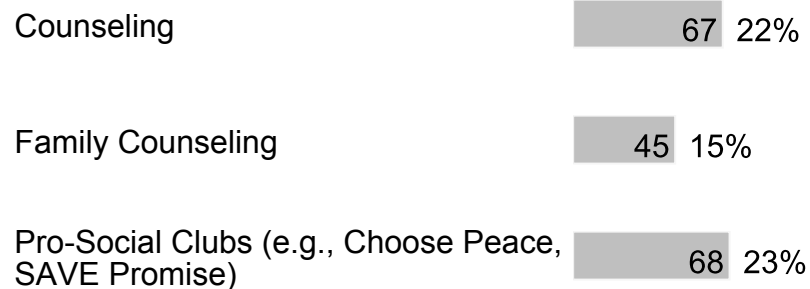 Counseling 67 22%
Family Counseling 45 15%
Pro-Social Clubs (e.g., Choose Peace,
SAVE Promise) 68 23%